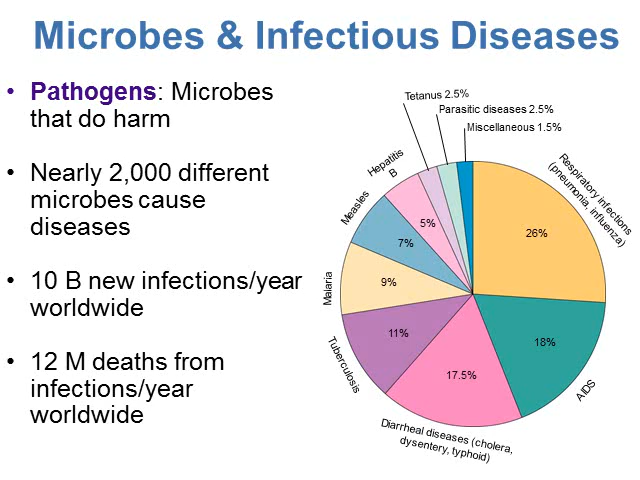 Microbes & Infectious Diseases
• Pathogens: Microbes
that do harm
• Nearly 2,000 different
microbes cause
diseases
• 10 B new infections/year
worldwide
• 12 M deaths from
infections/year
worldwide
Tetanus 2.5%
Parasitic diseases 2.5%
Miscellaneous 1.5%
Respiratory infections
(pneumonia, influenza)
26%
AIDS
18%
Diarrheal diseases (cholera,
dysentery, typhoid)
17.5%
Tuberculosis
11%
Malaria
9%
Measles
7%
Hepatitis
B
5%